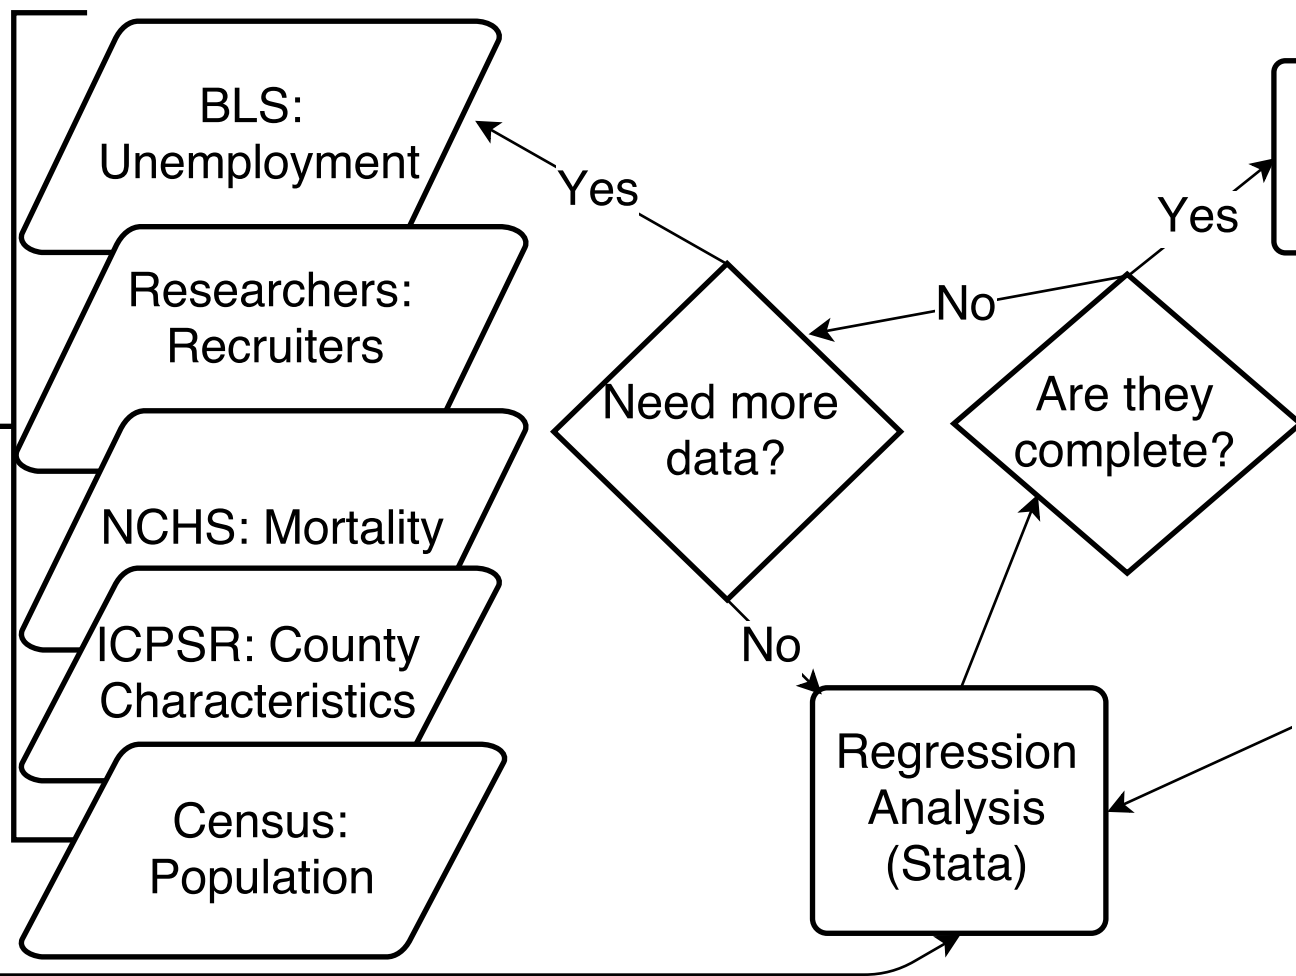 BLS:
Unemployment
Researchers:
Recruiters
NCHS: Mortality
ICPSR: County
Characteristics
Census:
Population
Yes
Need more
data?
No
No
Yes
Are they
complete?
Regression
Analysis
(Stata)